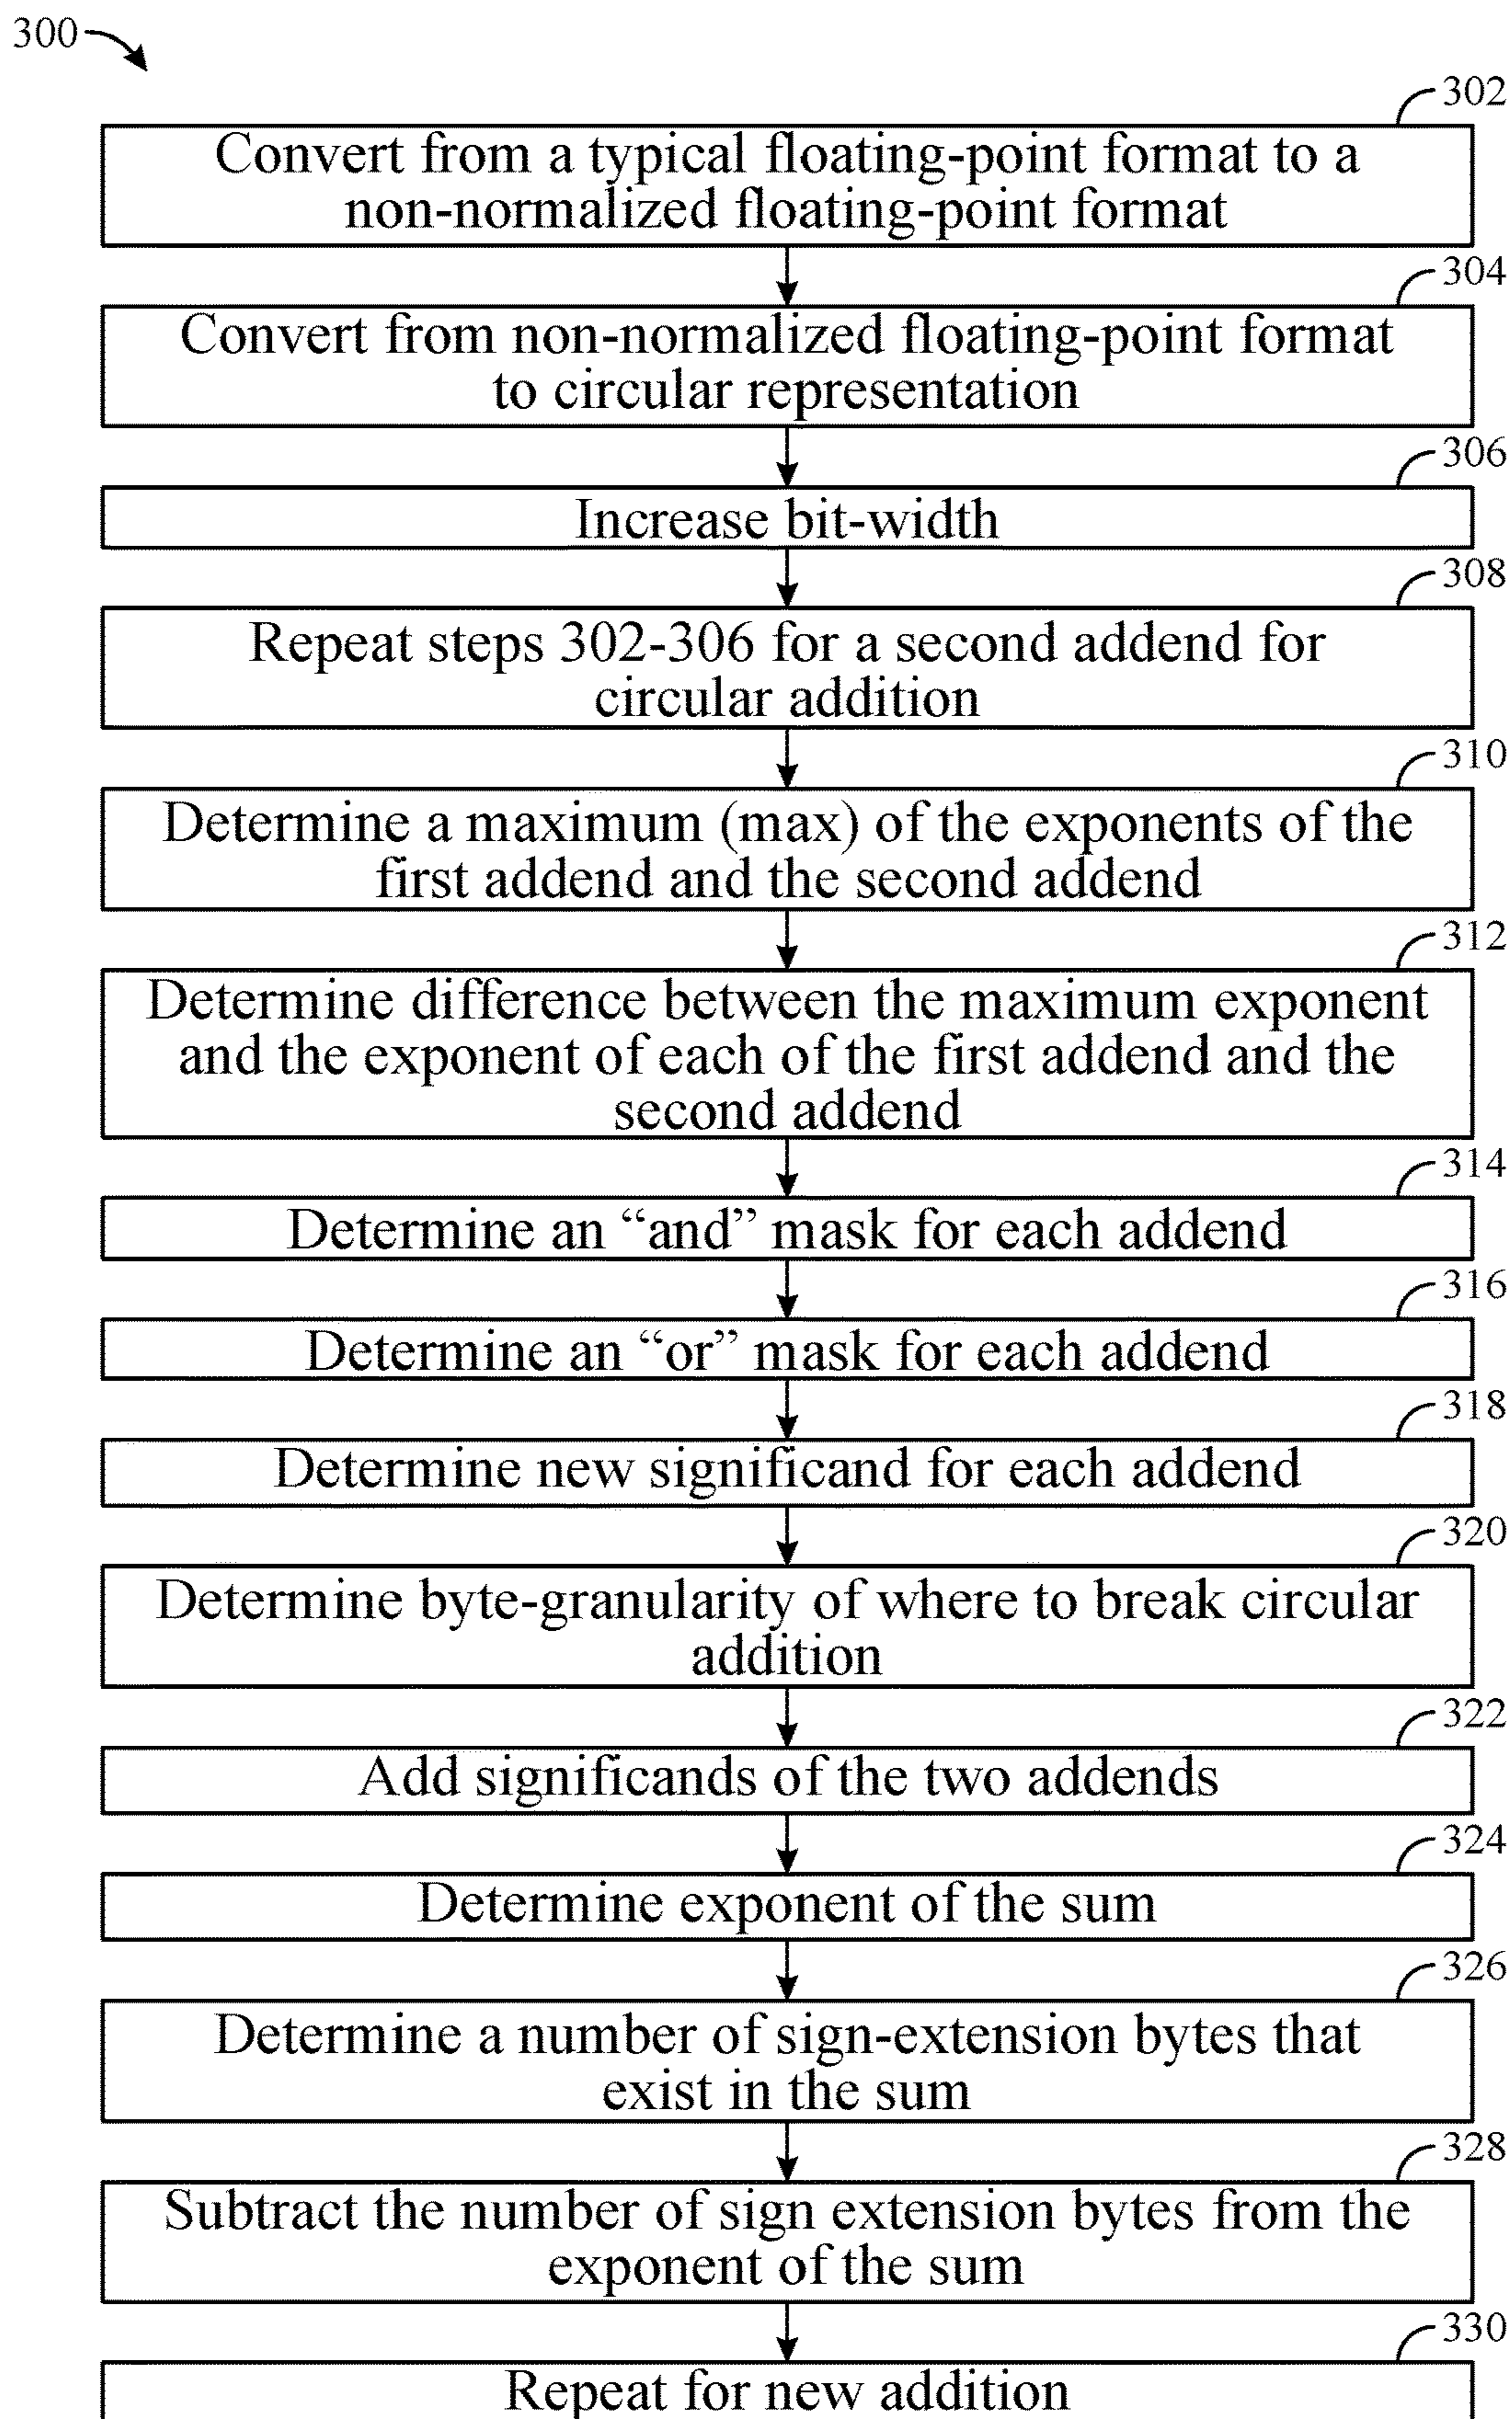 300
302
Convert from a typical floating-point format to a
non-normalized floating-point format
304
Convert from non-normalized floating-point format
to circular representation
306
Increase bit-width
308
Repeat steps 302-306 for a second addend for
circular addition
310
Determine a maximum (max) of the exponents of the
first addend and the second addend
312
Determine difference between the maximum exponent
and the exponent of each of the first addend and the
second addend
314
Determine an “and” mask for each addend
316
Determine an “or” mask for each addend
318
Determine new significand for each addend
320
Determine byte-granularity of where to break circular
addition
322
Add significands of the two addends
324
Determine exponent of the sum
326
Determine a number of sign-extension bytes that
exist in the sum
328
Subtract the number of sign extension bytes from the
exponent of the sum
330
Repeat for new addition